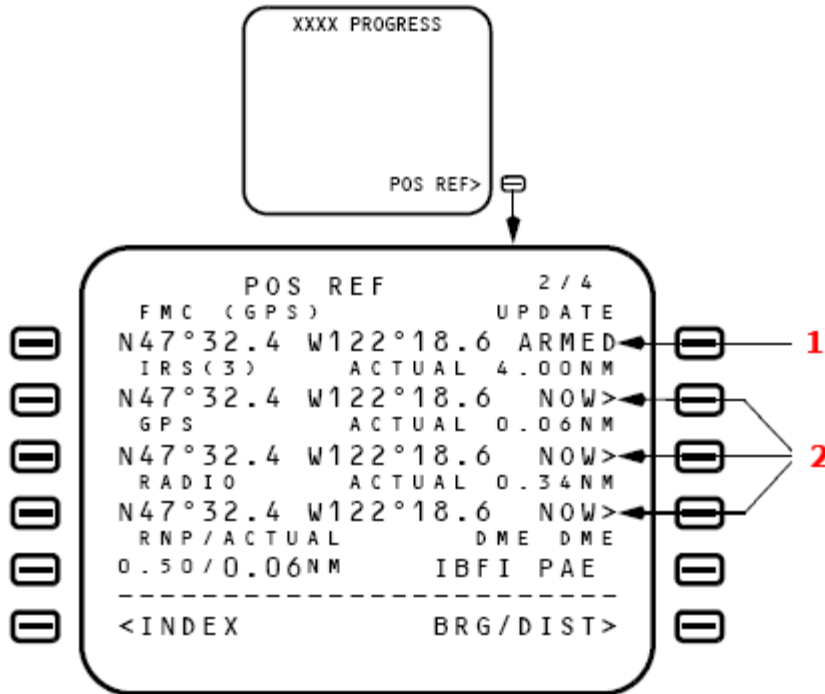 XXXX PROGRESS
POS REF>
POS REF 2/4
FMC (GPS) UPDATE
N47°32.4 W122°18.6 ARMED
1
IRS(3) ACTUAL 4.00NM
N47°32.4 W122°18.6 NOW>
GPS ACTUAL 0.06NM
N47°32.4 W122°18.6 NOW>
2
RADIO ACTUAL 0.34NM
N47°32.4 W122°18.6 NOW>
RNP/ACTUAL DME DME
0.50/0.06NM IBFI PAE
--------------------------
<INDEX BRG/DIST>